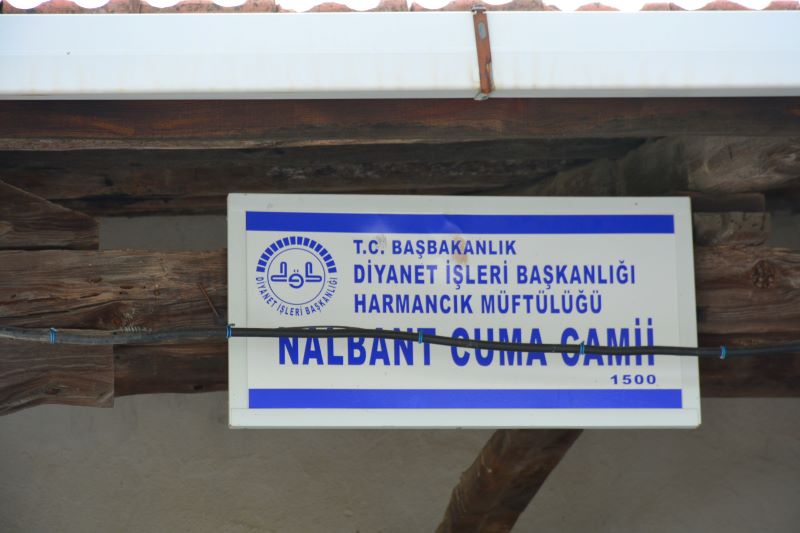 T.C. BAŞBAKANLIK
DİYANET İŞLERİ BAŞKANLIĞI
HARMANCIK MÜFTÜLÜĞÜ
NALBANT CUMA CAMİİ
1500
DİYANET İŞLERİ BAŞKANLIĞI